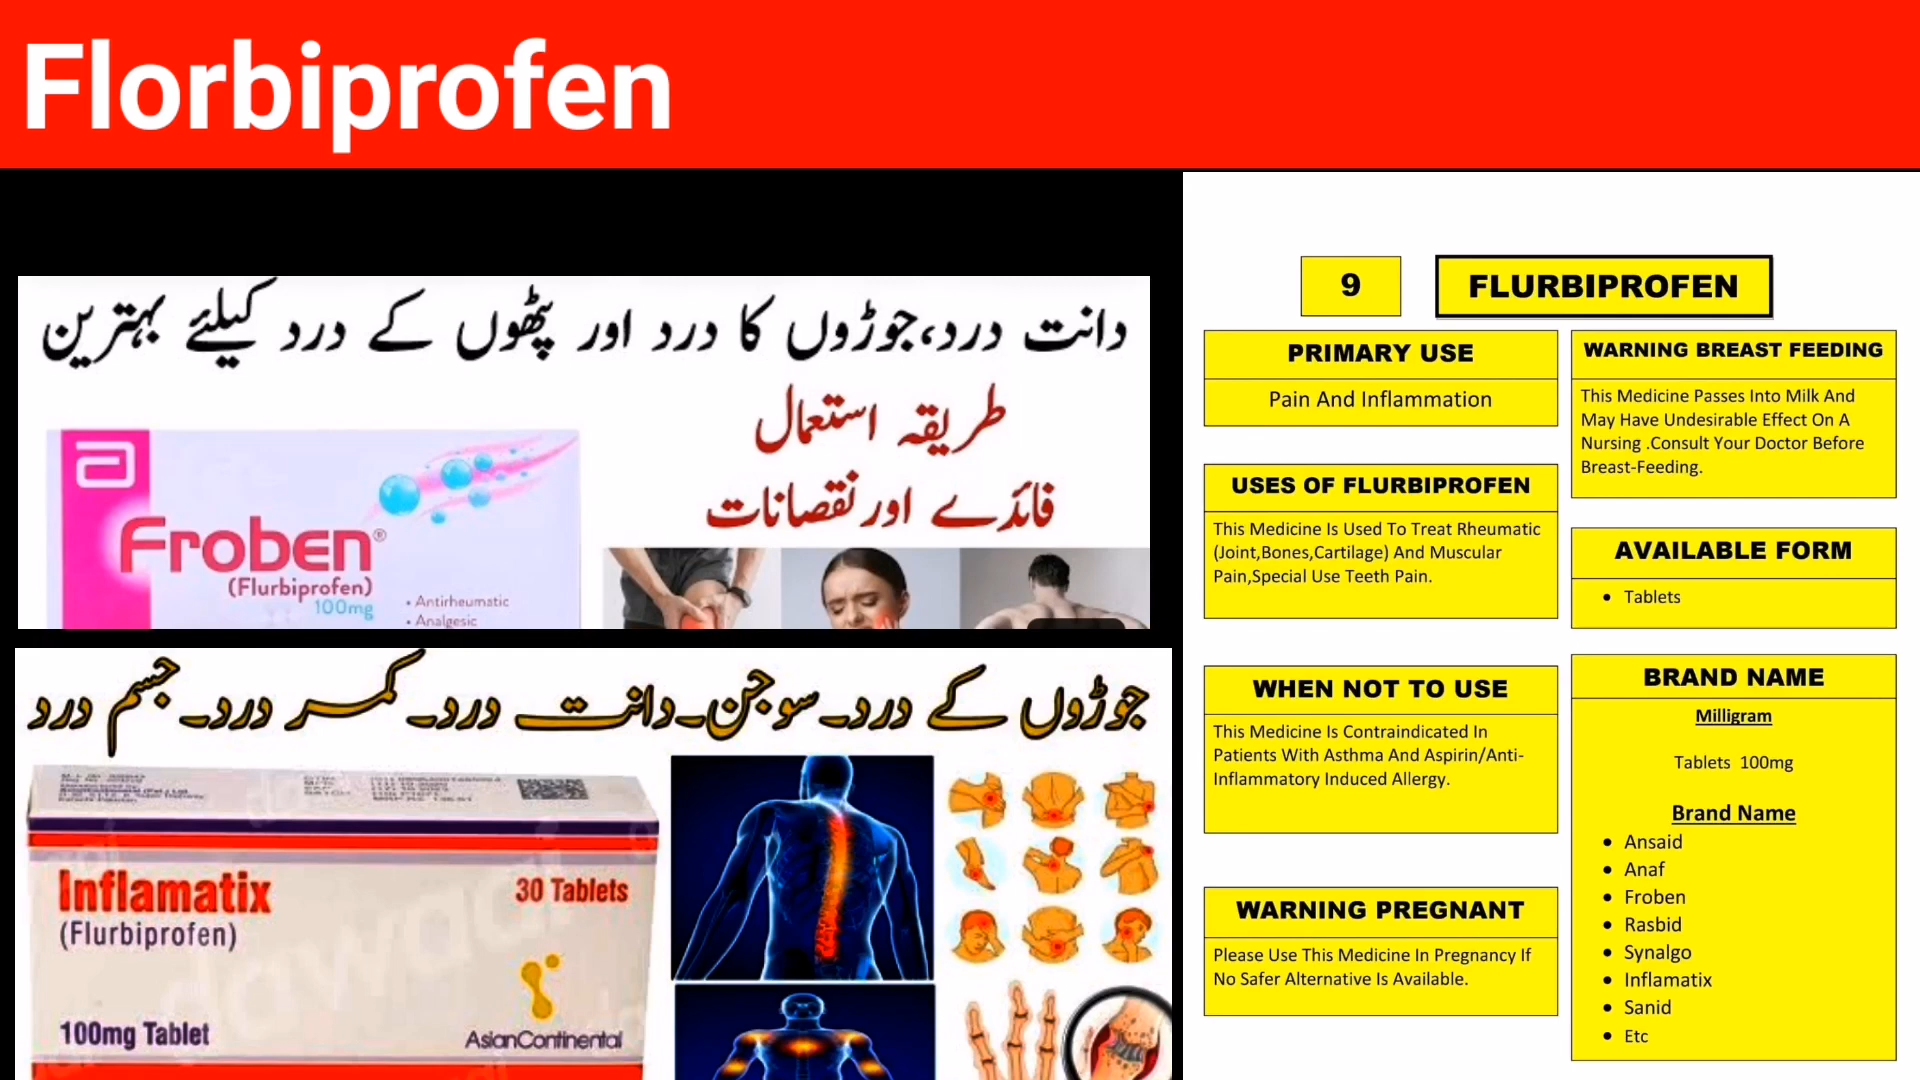 Florbiprofen
دانت درد،جوڑوں کا درد اور پٹھوں کے درد کیلئے بہترین
طریقہ استعمال
فائدے اور نقصانات
Froben®
(Flurbiprofen)
100mg
• Antirheumatic
• Analgesic
جوڑوں کے درد۔سوجن۔دانت درد۔کمر درد۔جسم درد
Inflamatix
30 Tablets
(Flurbiprofen)
100mg Tablet
AsianContinental
9
FLURBIPROFEN
PRIMARY USE
Pain And Inflammation
USES OF FLURBIPROFEN
This Medicine Is Used To Treat Rheumatic
(Joint,Bones,Cartilage) And Muscular
Pain,Special Use Teeth Pain.
WHEN NOT TO USE
This Medicine Is Contraindicated In
Patients With Asthma And Aspirin/Anti-
Inflammatory Induced Allergy.
WARNING PREGNANT
Please Use This Medicine In Pregnancy If
No Safer Alternative Is Available.
WARNING BREAST FEEDING
This Medicine Passes Into Milk And
May Have Undesirable Effect On A
Nursing .Consult Your Doctor Before
Breast-Feeding.
AVAILABLE FORM
• Tablets
BRAND NAME
Milligram
Tablets 100mg
Brand Name
• Ansaid
• Anaf
• Froben
• Rasbid
• Synalgo
• Inflamatix
• Sanid
• Etc